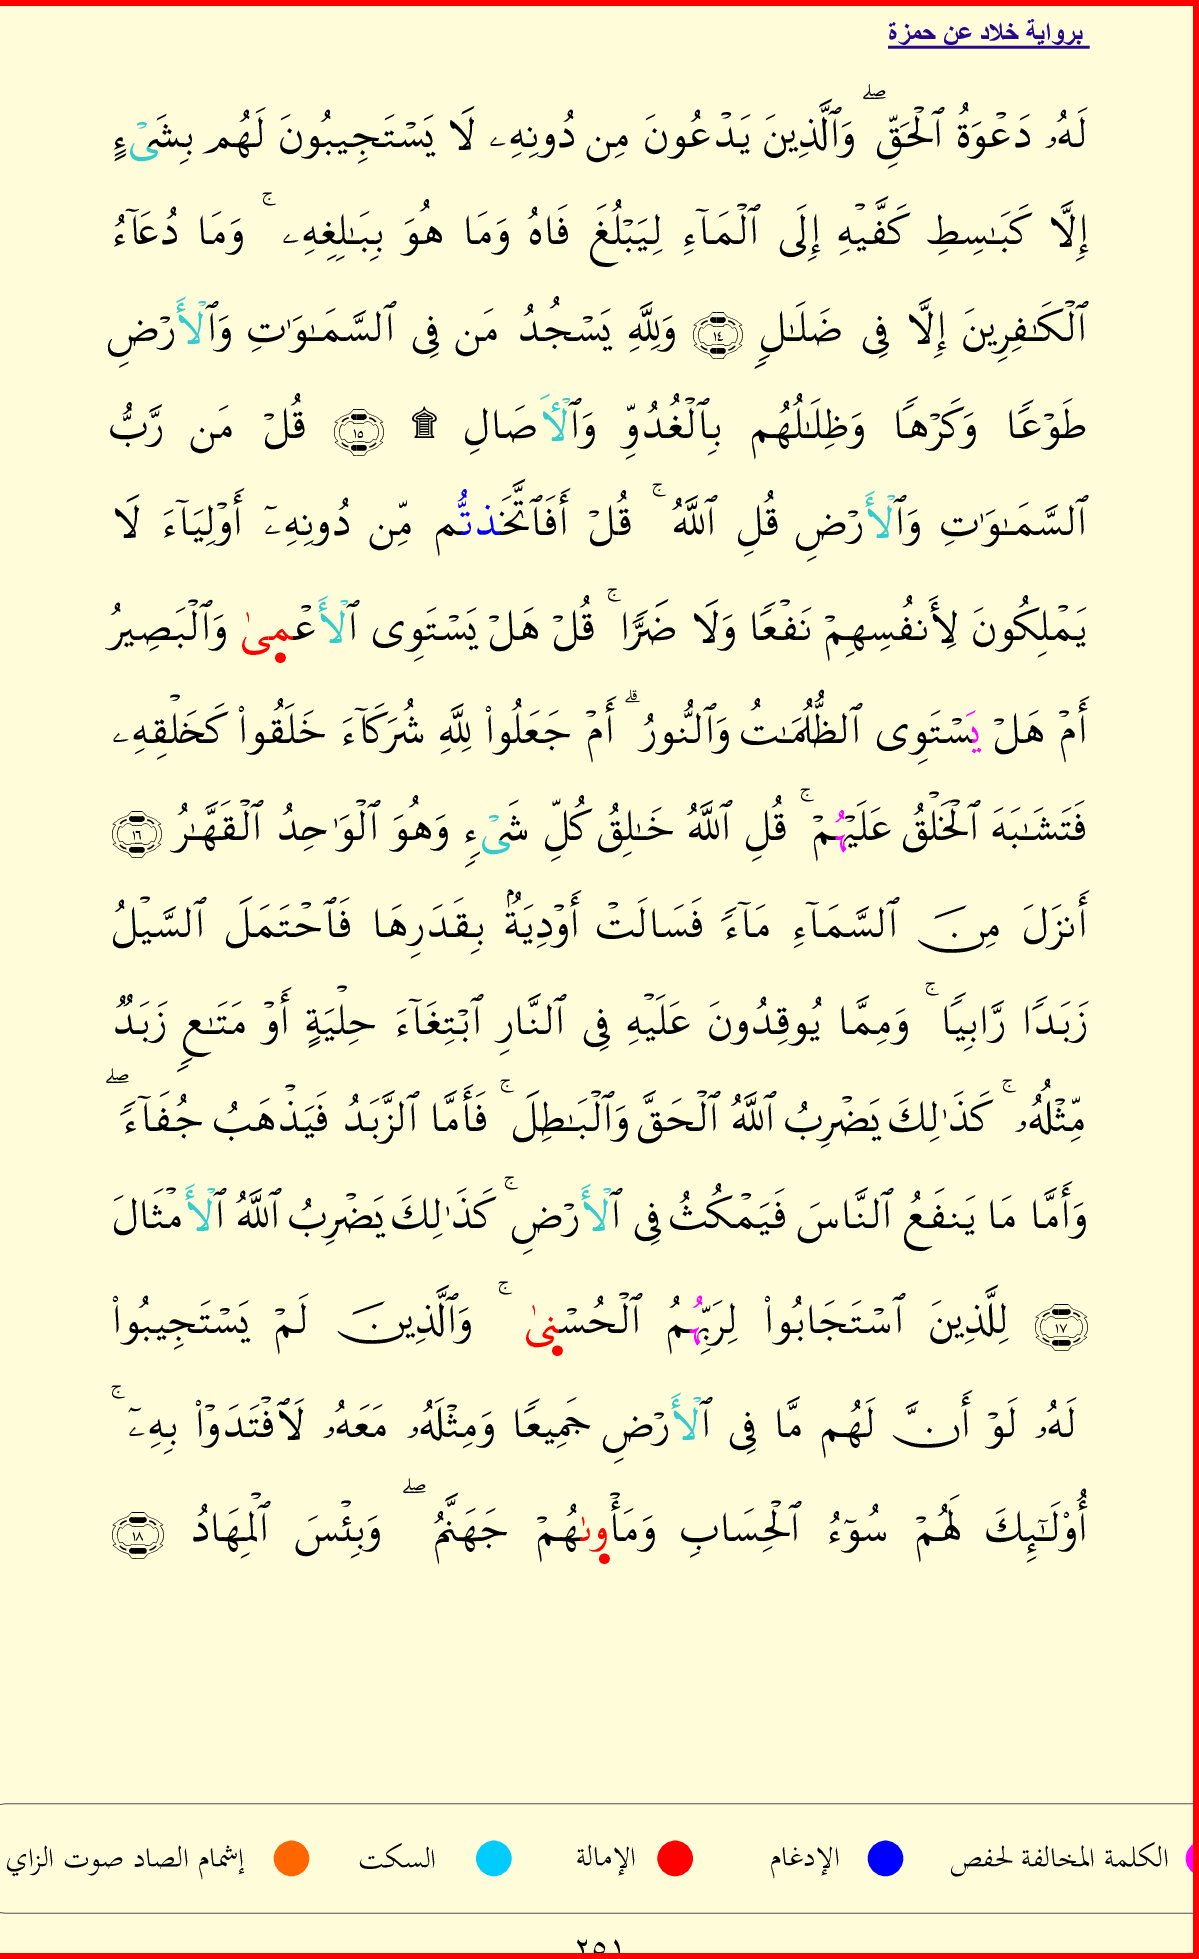 برواية خلاد عن حمزة
لَهُۥ دَعْوَةُ ٱلْحَقِّ ۖ وَٱلَّذِينَ يَدْعُونَ مِن دُونِهِۦ لَا يَسْتَجِيبُونَ لَهُم بِشَىْءٍ
إِلَّا كَبَـٰسِطِ كَفَّيْهِ إِلَى ٱلْمَآءِ لِيَبْلُغَ فَاهُ وَمَا هُوَ بِبَـٰلِغِهِۦ ۚ وَمَا دُعَآءُ
ٱلْكَـٰفِرِينَ إِلَّا فِى ضَلَـٰلٍ ١٤ وَلِلَّهِ يَسْجُدُ مَن فِى ٱلسَّمَـٰوَٰتِ وَٱلْأَرْضِ
طَوْعًا وَكَرْهًا وَظِلَـٰلُهُم بِٱلْغُدُوِّ وَٱلْأَصَالِ ۩ ١٥ قُلْ مَن رَّبُّ
ٱلسَّمَـٰوَٰتِ وَٱلْأَرْضِ قُلِ ٱللَّهُ ۚ قُلْ أَفَٱتَّخَذتُّم مِّن دُونِهِۦٓ أَوْلِيَآءَ لَا
يَمْلِكُونَ لِأَنفُسِهِمْ نَفْعًا وَلَا ضَرًّا ۚ قُلْ هَلْ يَسْتَوِى ٱلْأَعْمىٰ وَٱلْبَصِيرُ
أَمْ هَلْ يَسْتَوِى ٱلظُّلُمَـٰتُ وَٱلنُّورُ ۗ أَمْ جَعَلُوا۟ لِلَّهِ شُرَكَآءَ خَلَقُوا۟ كَخَلْقِهِۦ
فَتَشَـٰبَهَ ٱلْخَلْقُ عَلَيْهُمْ ۚ قُلِ ٱللَّهُ خَـٰلِقُ كُلِّ شَىْءٍ وَهُوَ ٱلْوَٰحِدُ ٱلْقَهَّـٰرُ ١٦
أَنزَلَ مِنَ ٱلسَّمَآءِ مَآءً فَسَالَتْ أَوْدِيَةٌۢ بِقَدَرِهَا فَٱحْتَمَلَ ٱلسَّيْلُ
زَبَدًا رَّابِيًا ۚ وَمِمَّا يُوقِدُونَ عَلَيْهِ فِى ٱلنَّارِ ٱبْتِغَآءَ حِلْيَةٍ أَوْ مَتَـٰعٍ زَبَدٌ
مِّثْلُهُۥ ۚ كَذَٰلِكَ يَضْرِبُ ٱللَّهُ ٱلْحَقَّ وَٱلْبَـٰطِلَ ۚ فَأَمَّا ٱلزَّبَدُ فَيَذْهَبُ جُفَآءً ۖ
وَأَمَّا مَا يَنفَعُ ٱلنَّاسَ فَيَمْكُثُ فِى ٱلْأَرْضِ ۚ كَذَٰلِكَ يَضْرِبُ ٱللَّهُ ٱلْأَمْثَالَ
١٧ لِلَّذِينَ ٱسْتَجَابُوا۟ لِرَبِّهُمُ ٱلْحُسْنىٰ ۚ وَٱلَّذِينَ لَمْ يَسْتَجِيبُوا۟
لَهُۥ لَوْ أَنَّ لَهُم مَّا فِى ٱلْأَرْضِ جَمِيعًا وَمِثْلَهُۥ مَعَهُۥ لَٱفْتَدَوْا۟ بِهِۦٓ ۚ
أُو۟لَـٰٓئِكَ لَهُمْ سُوٓءُ ٱلْحِسَابِ وَمَأْوىٰهُمْ جَهَنَّمُ ۖ وَبِئْسَ ٱلْمِهَادُ ١٨
الكلمة المخالفة لحفص الإدغام الإمالة السكت إشمام الصاد صوت الزاي
٢٥١